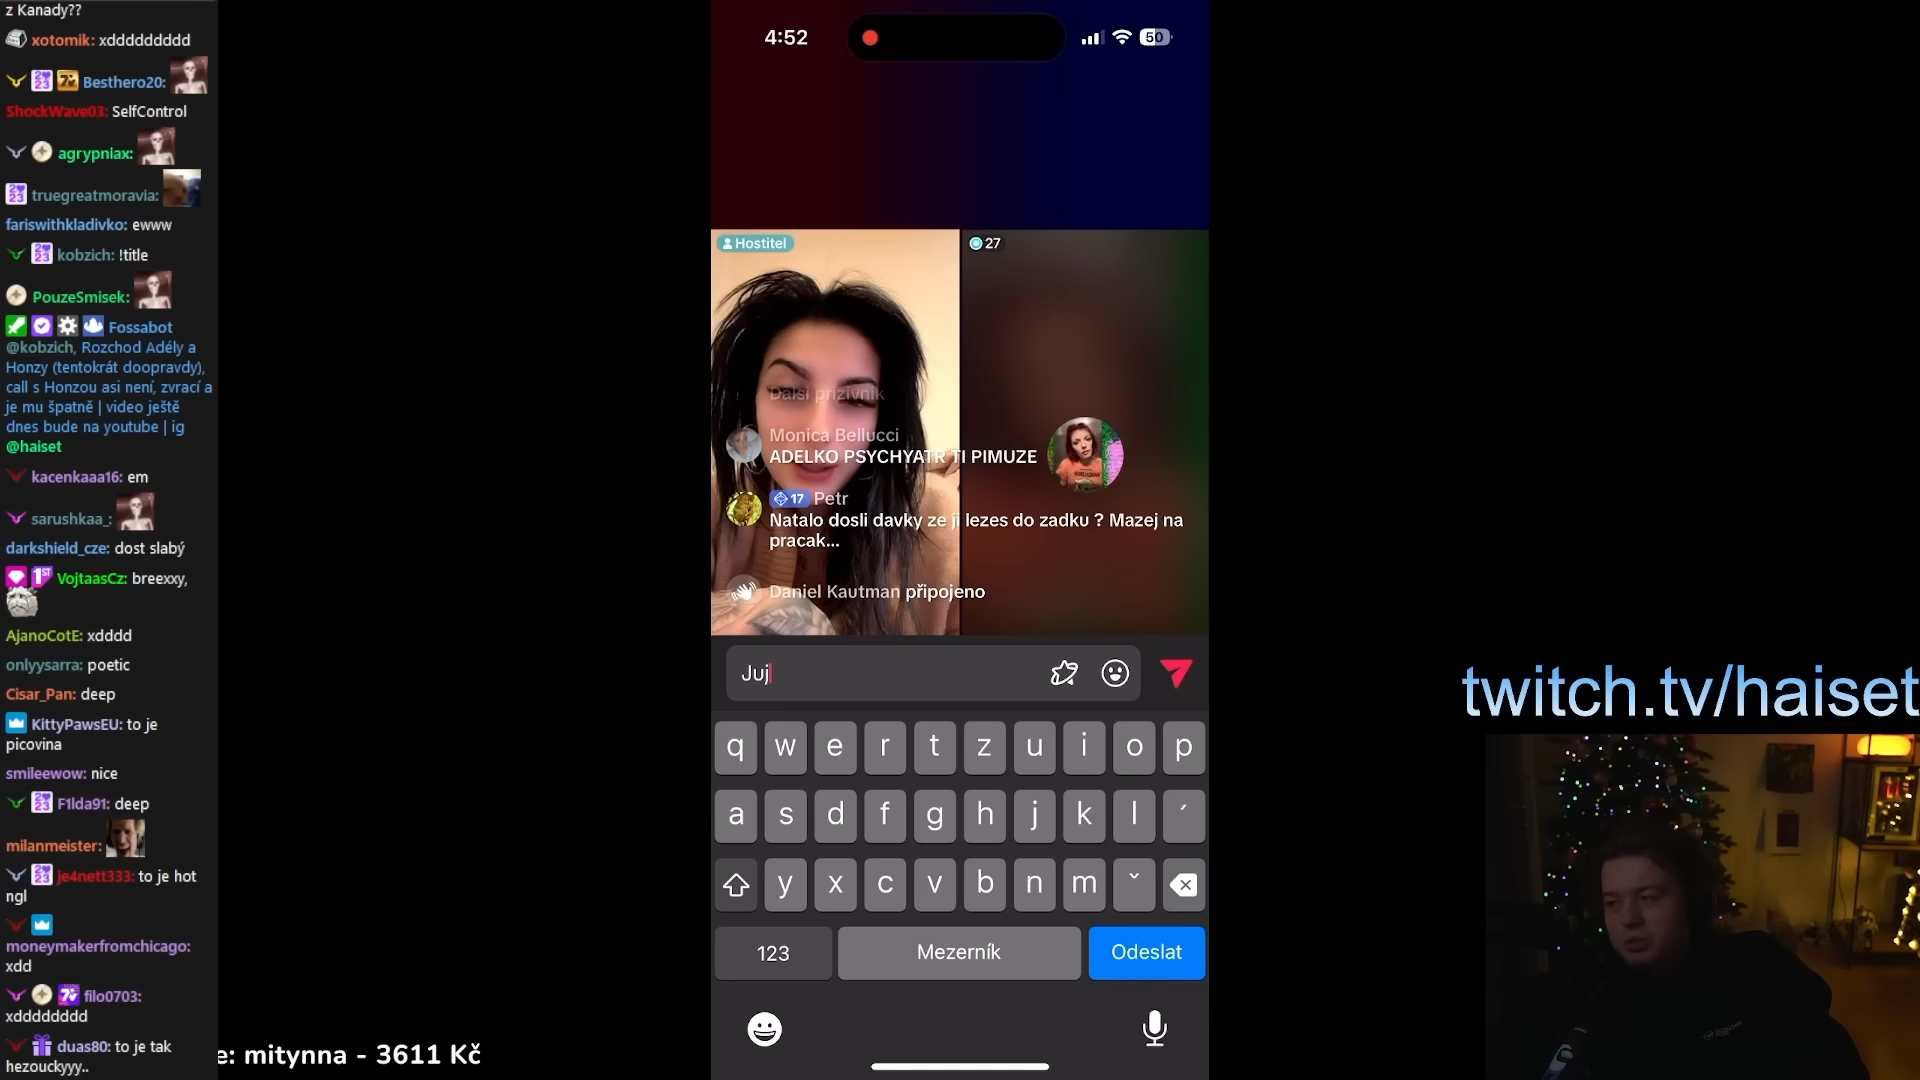 z Kanady??
xotomik: xddddddddd
Besthero20:
ShockWave03: SelfControl
agrypniax:
truegreatmoravia:
fariswithkladivko: ewww
kobzich: !title
PouzeSmisek:
Fossabot
@kobzich, Rozchod Adély a
Honzy (tentokrát doopravdy),
call s Honzou asi není, zvrací a
je mu špatně | video ještě
dnes bude na youtube | ig
@haiset
kacenkaaa16: em
sarushkaa_:
darkshield_cze: dost slabý
VojtaasCz: breexxy,
AjanoCotE: xdddd
onlyysarra: poetic
Cisar_Pan: deep
KittyPawsEU: to je
picovina
smileewow: nice
F1lda91: deep
milanmeister:
je4nett333: to je hot
ngl
moneymakerfromchicago:
xdd
filo0703:
xdddddddd
duas80: to je tak
hezouckyyy..
e: mitynna - 3611 Kč
4:52
50
Hostitel
27
Další príživník
Monica Bellucci
ADELKO PSYCHYATR TI PIMUZE
17 Petr
Natalo dosli davky ze ji lezes do zadku ? Mazej na
pracak...
Daniel Kautman připojeno
Juj
q w e r t z u i o p
a s d f g h j k l ´
y x c v b n m ˇ
123 Mezerník Odeslat
twitch.tv/haiset